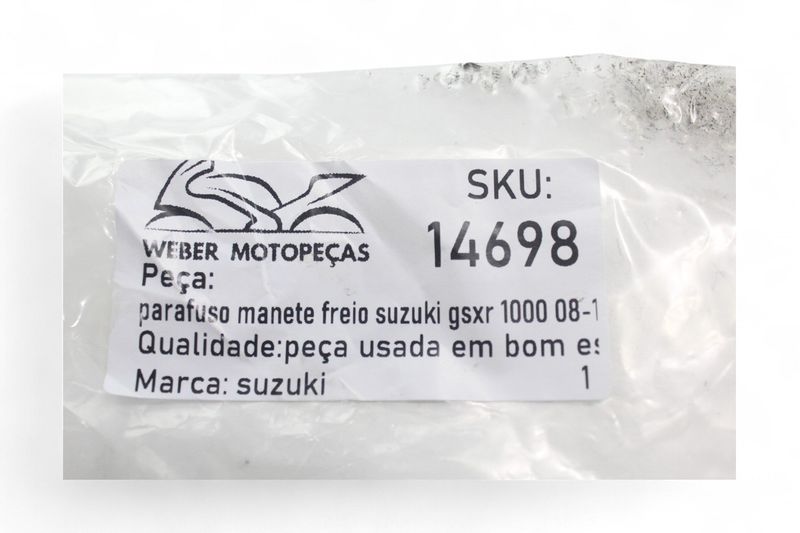 SKU:
14698
WEBER MOTOPEÇAS
Peça:
parafuso manete freio suzuki gsxr 1000 08-1
Qualidade:peça usada em bom es
Marca: suzuki
1